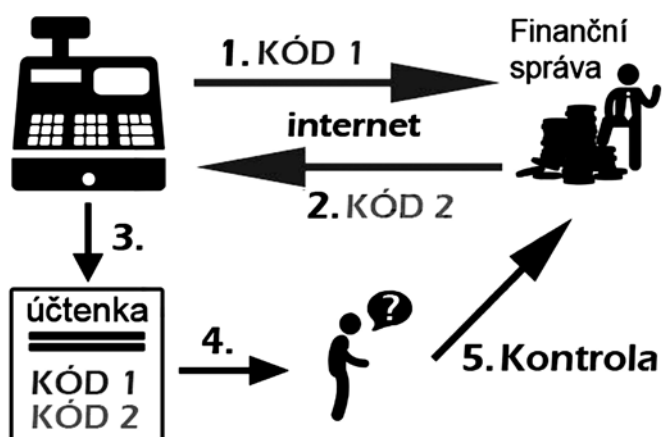 1. KÓD 1
Finanční
správa
internet
2. KÓD 2
3.
účtenka
KÓD 1
KÓD 2
4.
?
5. Kontrola